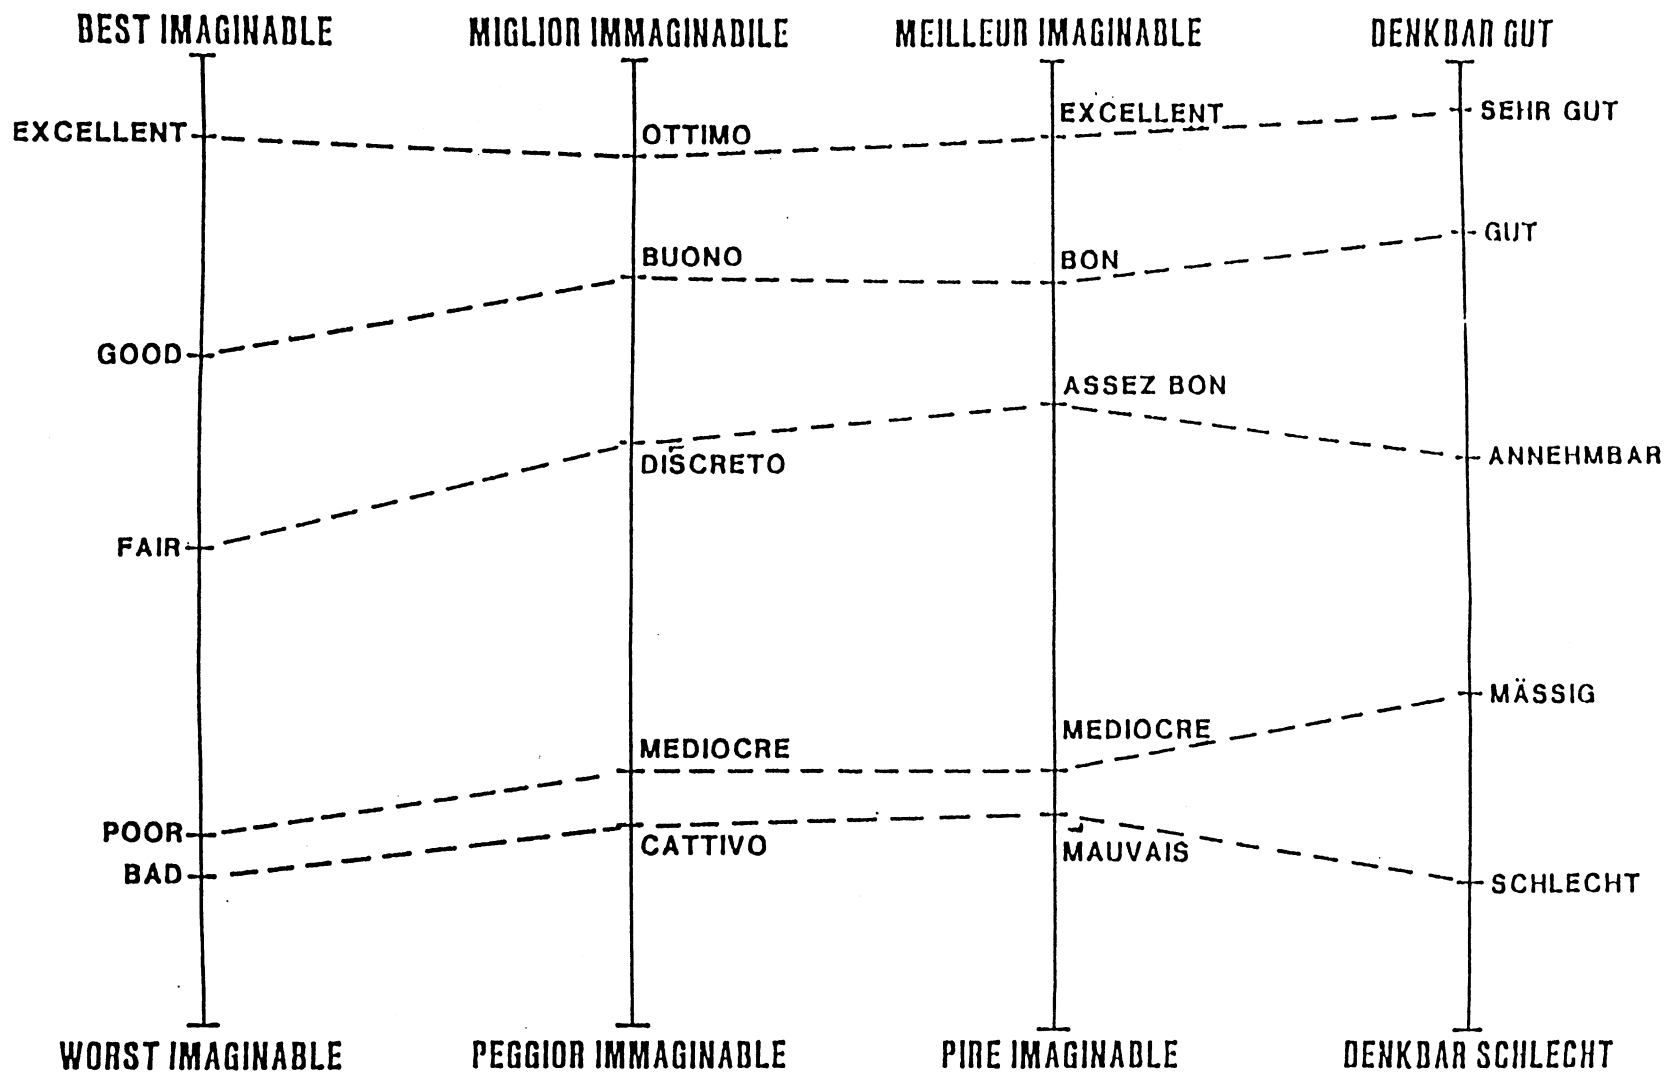 BEST IMAGINABLE
MIGLIOR IMMAGINABILE
MEILLEUR IMAGINABLE
DENKBAR GUT
EXCELLENT
OTTIMO
EXCELLENT
SEHR GUT
BUONO
BON
GUT
GOOD
ASSEZ BON
DISCRETO
ANNEHMBAR
FAIR
MÄSSIG
MEDIOCRE
MEDIOCRE
POOR
CATTIVO
MAUVAIS
BAD
SCHLECHT
WORST IMAGINABLE
PEGGIOR IMMAGINABLE
PIRE IMAGINABLE
DENKBAR SCHLECHT